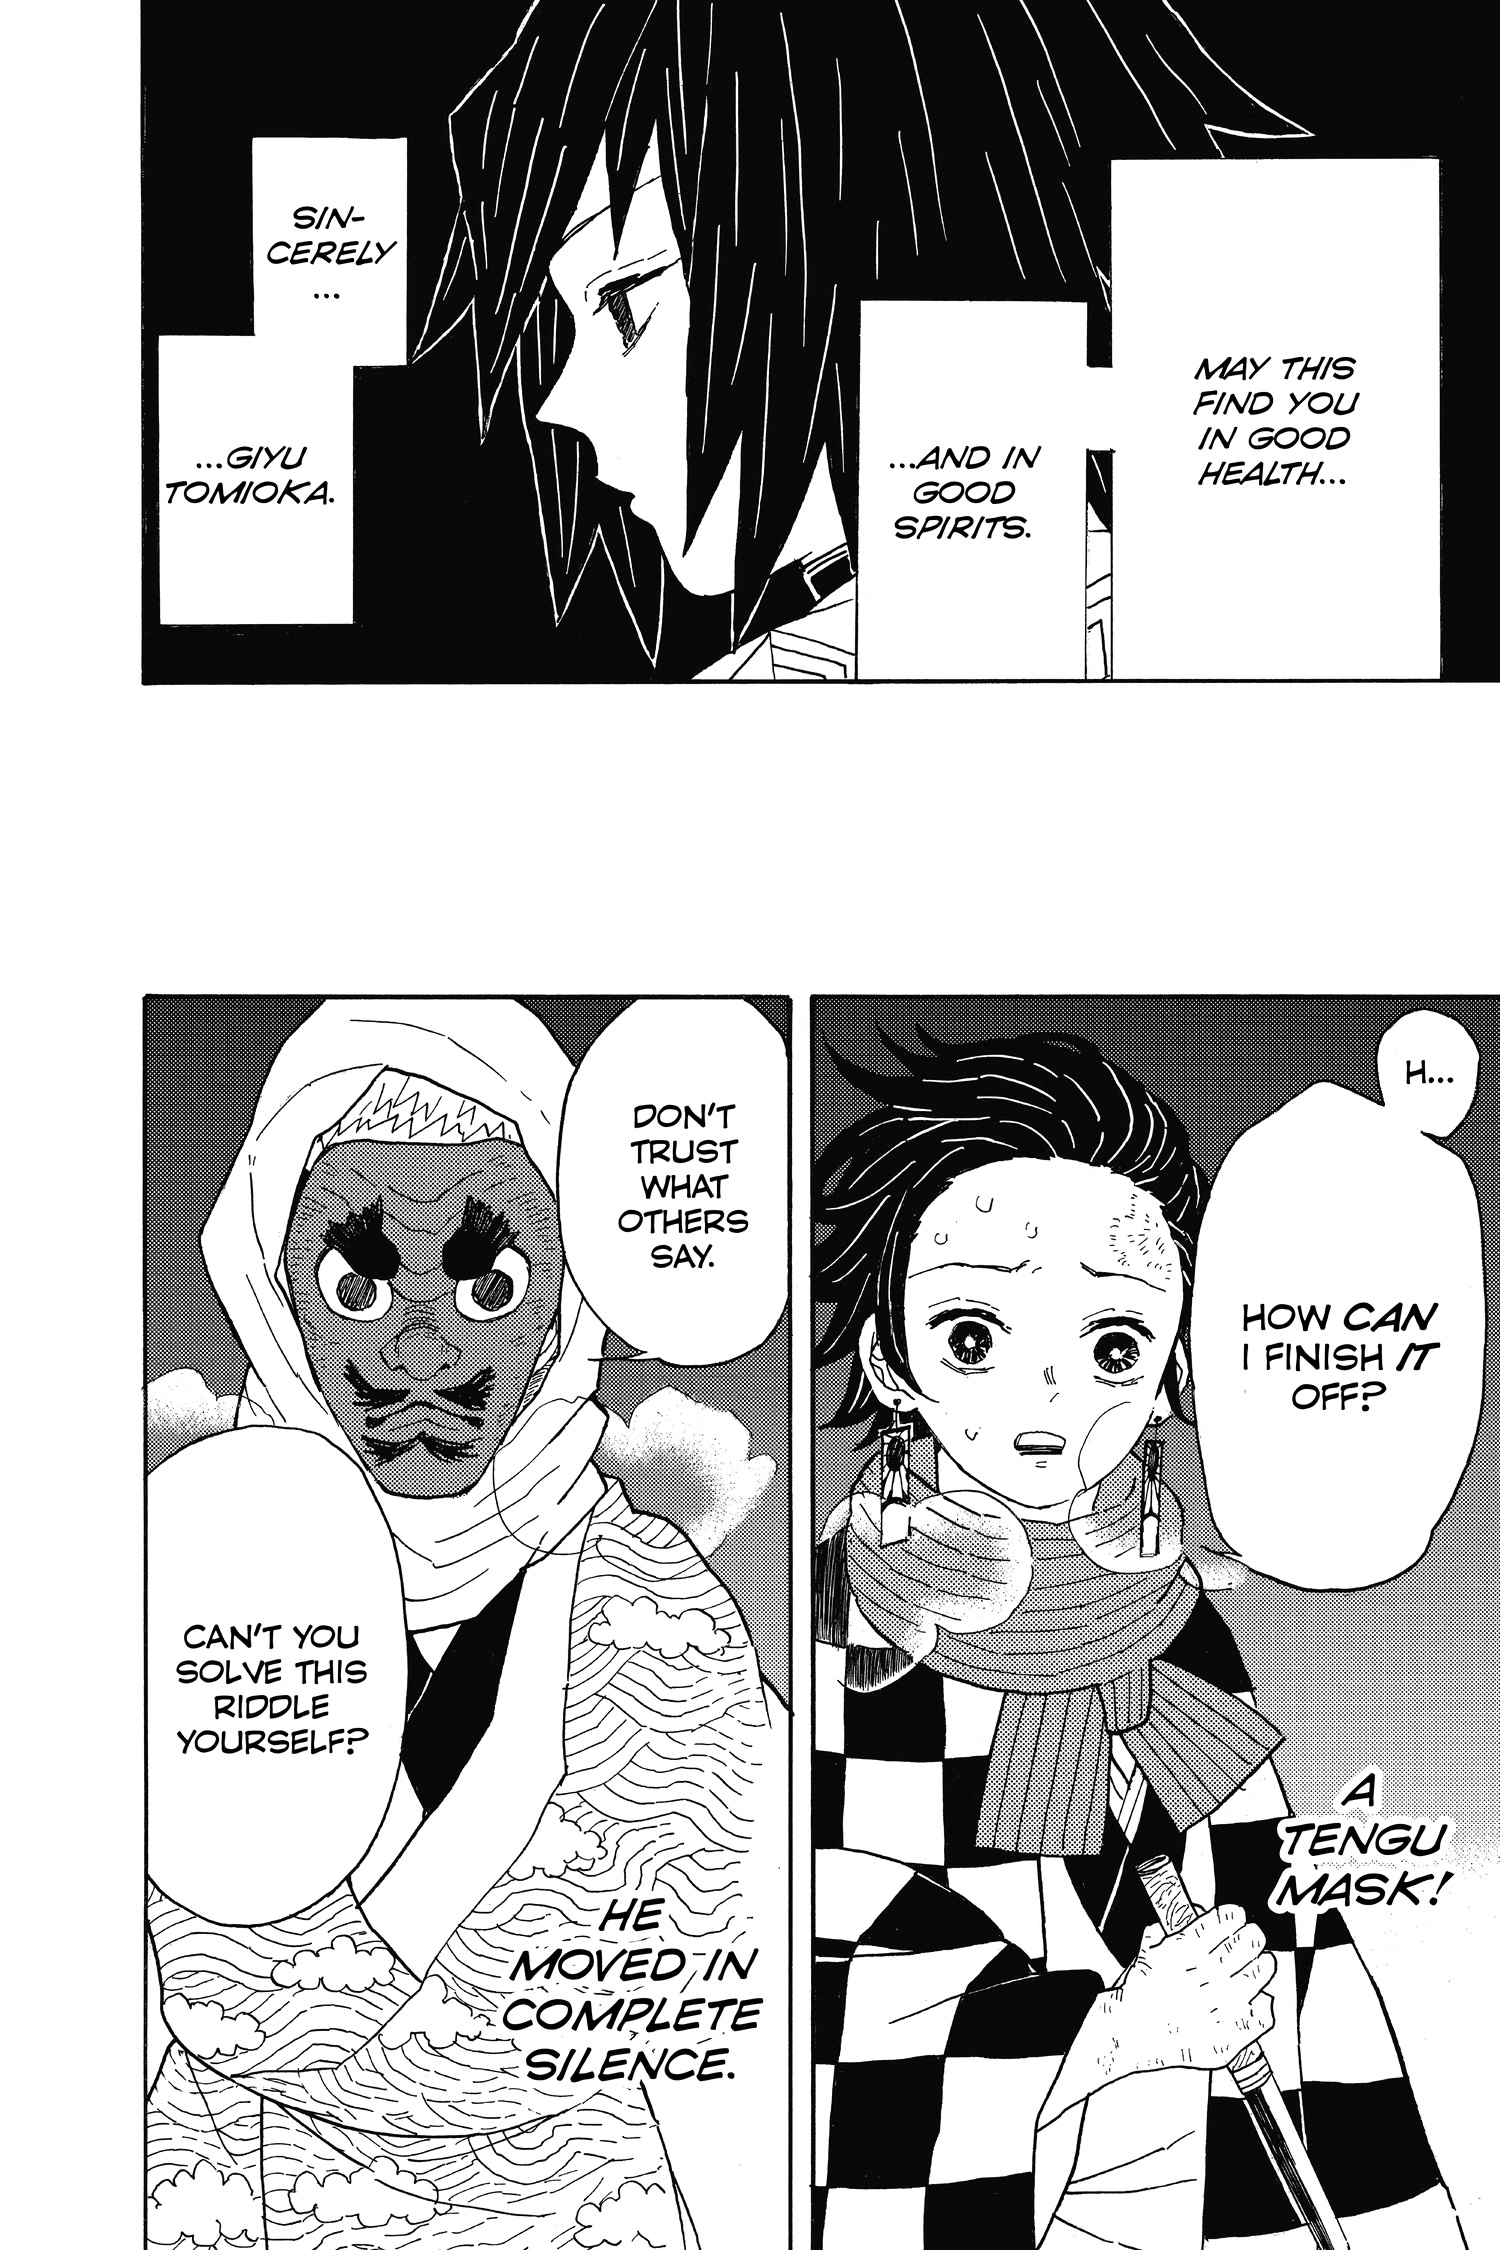 MAY THIS
FIND YOU
IN GOOD
HEALTH...
...AND IN
GOOD
SPIRITS.
SIN-
CERELY
...
...GIYU
TOMIOKA.
H...
HOW CAN
I FINISH IT
OFF?
A
TENGU
MASK!
DON'T
TRUST
WHAT
OTHERS
SAY.
CAN'T YOU
SOLVE THIS
RIDDLE
YOURSELF?
HE
MOVED IN
COMPLETE
SILENCE.